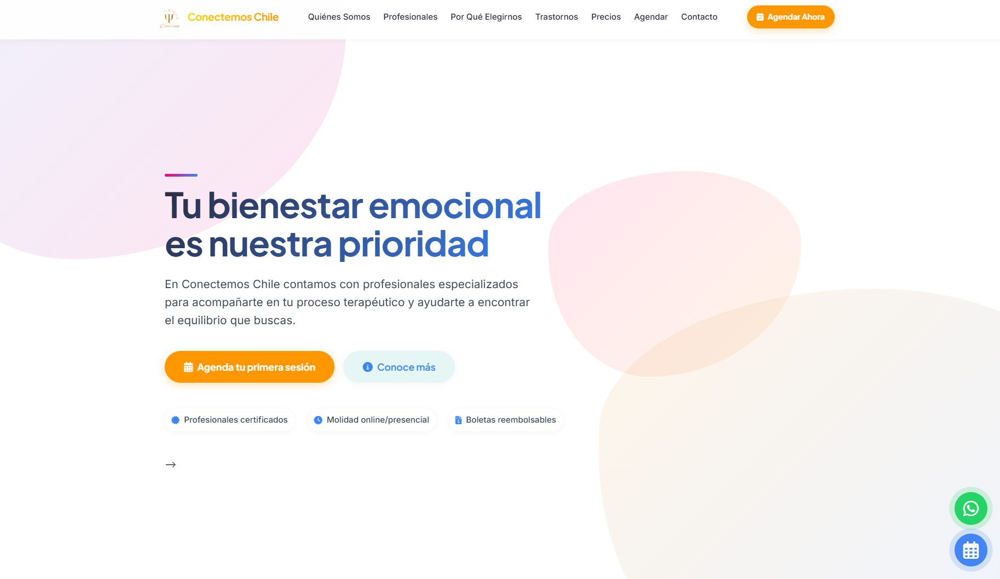 Conectemos Chile
Quiénes Somos
Profesionales
Por Qué Elegirnos
Trastornos
Precios
Agendar
Contacto
Agendar Ahora
Tu bienestar emocional
es nuestra prioridad
En Conectemos Chile contamos con profesionales especializados
para acompañarte en tu proceso terapéutico y ayudarte a encontrar
el equilibrio que buscas.
Agenda tu primera sesión
Conoce más
Profesionales certificados
Molidad online/presencial
Boletas reembolsables